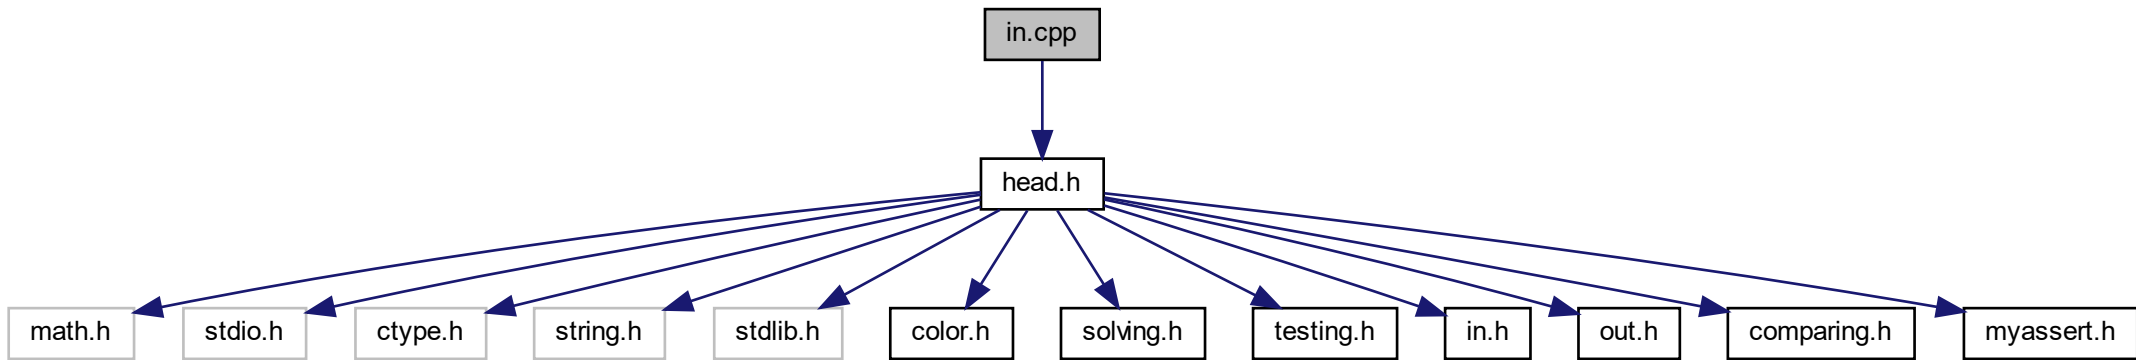 in.cpp
head.h
math.h
stdio.h
ctype.h
string.h
stdlib.h
color.h
solving.h
testing.h
in.h
out.h
comparing.h
myassert.h